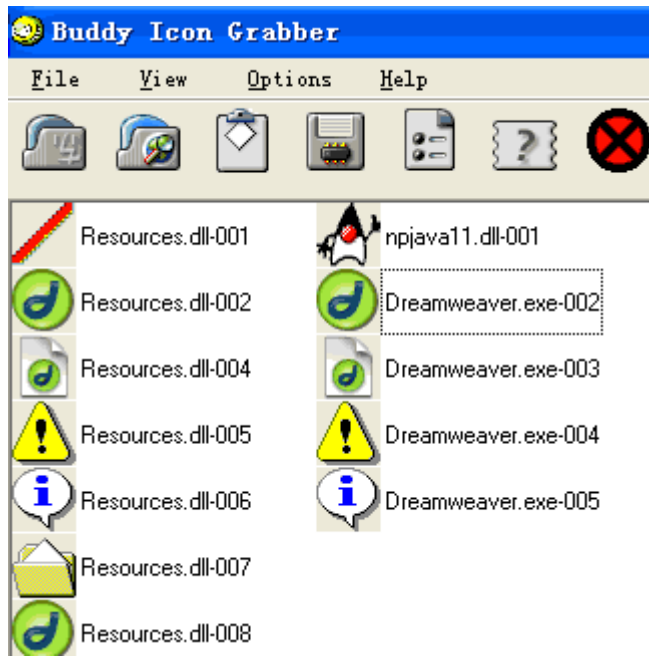 Buddy Icon Grabber
File View Options Help
Resources.dll-001 npjava11.dll-001
Resources.dll-002 Dreamweaver.exe-002
Resources.dll-004 Dreamweaver.exe-003
Resources.dll-005 Dreamweaver.exe-004
Resources.dll-006 Dreamweaver.exe-005
Resources.dll-007
Resources.dll-008